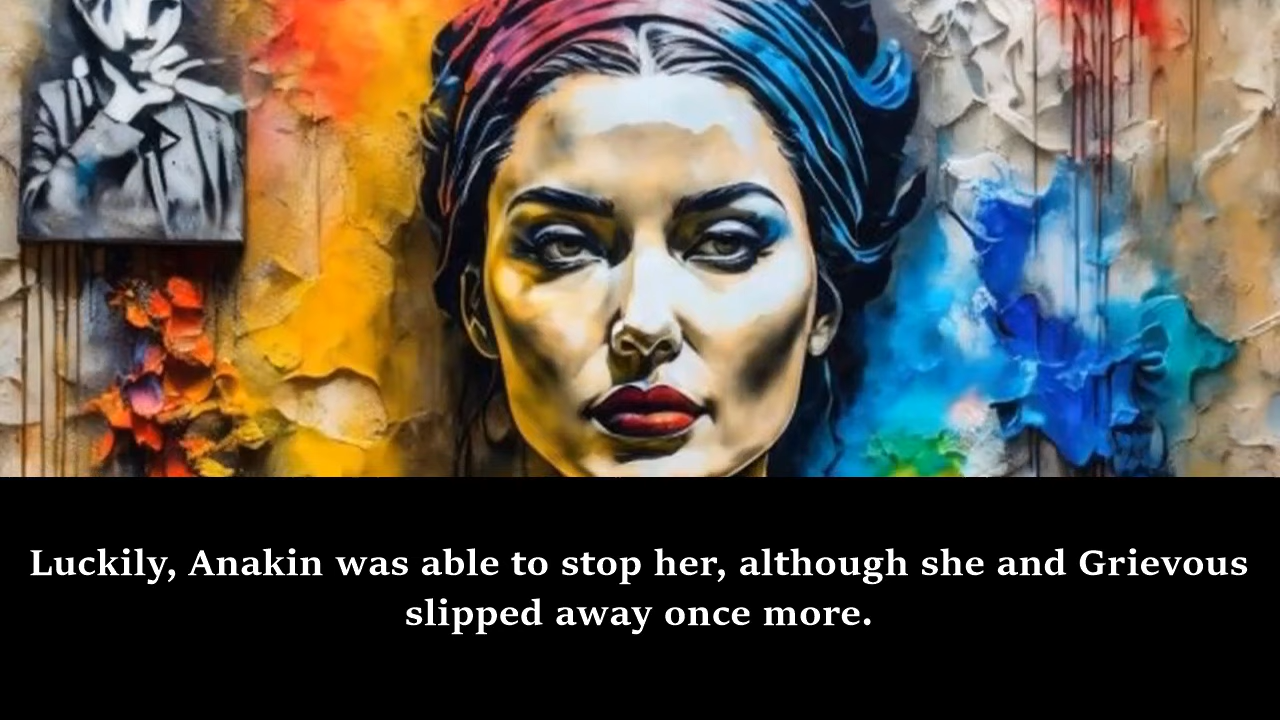 Luckily, Anakin was able to stop her, although she and Grievous
slipped away once more.